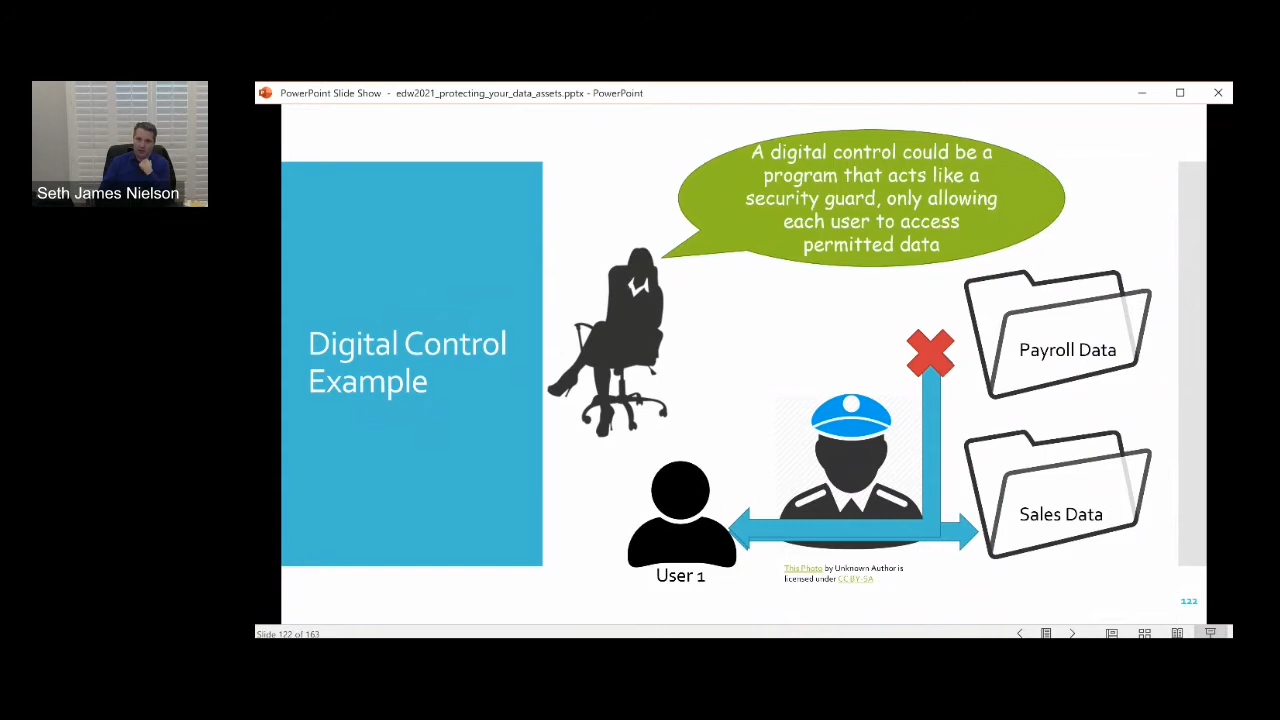 PowerPoint Slide Show - edw2021_protecting_your_data_assets.pptx - PowerPoint
Seth James Nielson
A digital control could be a
program that acts like a
security guard, only allowing
each user to access
permitted data
Digital Control
Example
Payroll Data
Sales Data
User 1
This Photo by Unknown Author is
licensed under CC BY-SA
122
Slide 122 of 163